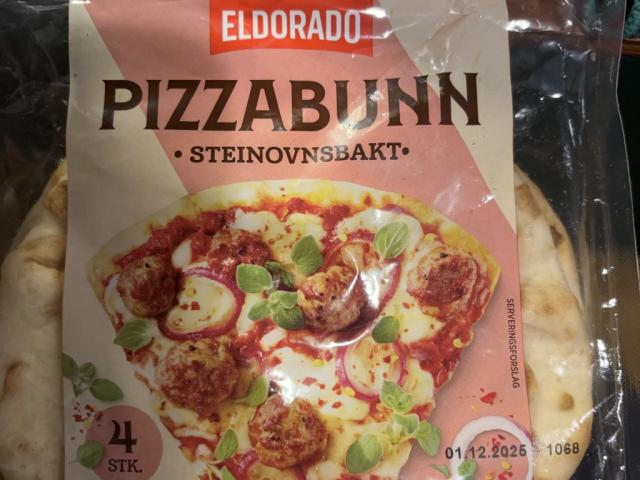 ELDORADO
PIZZABUNN
• STEINOVNSBAKT•
SERVERINGSFORSLAG
4
STK.
01.12.2025 1068